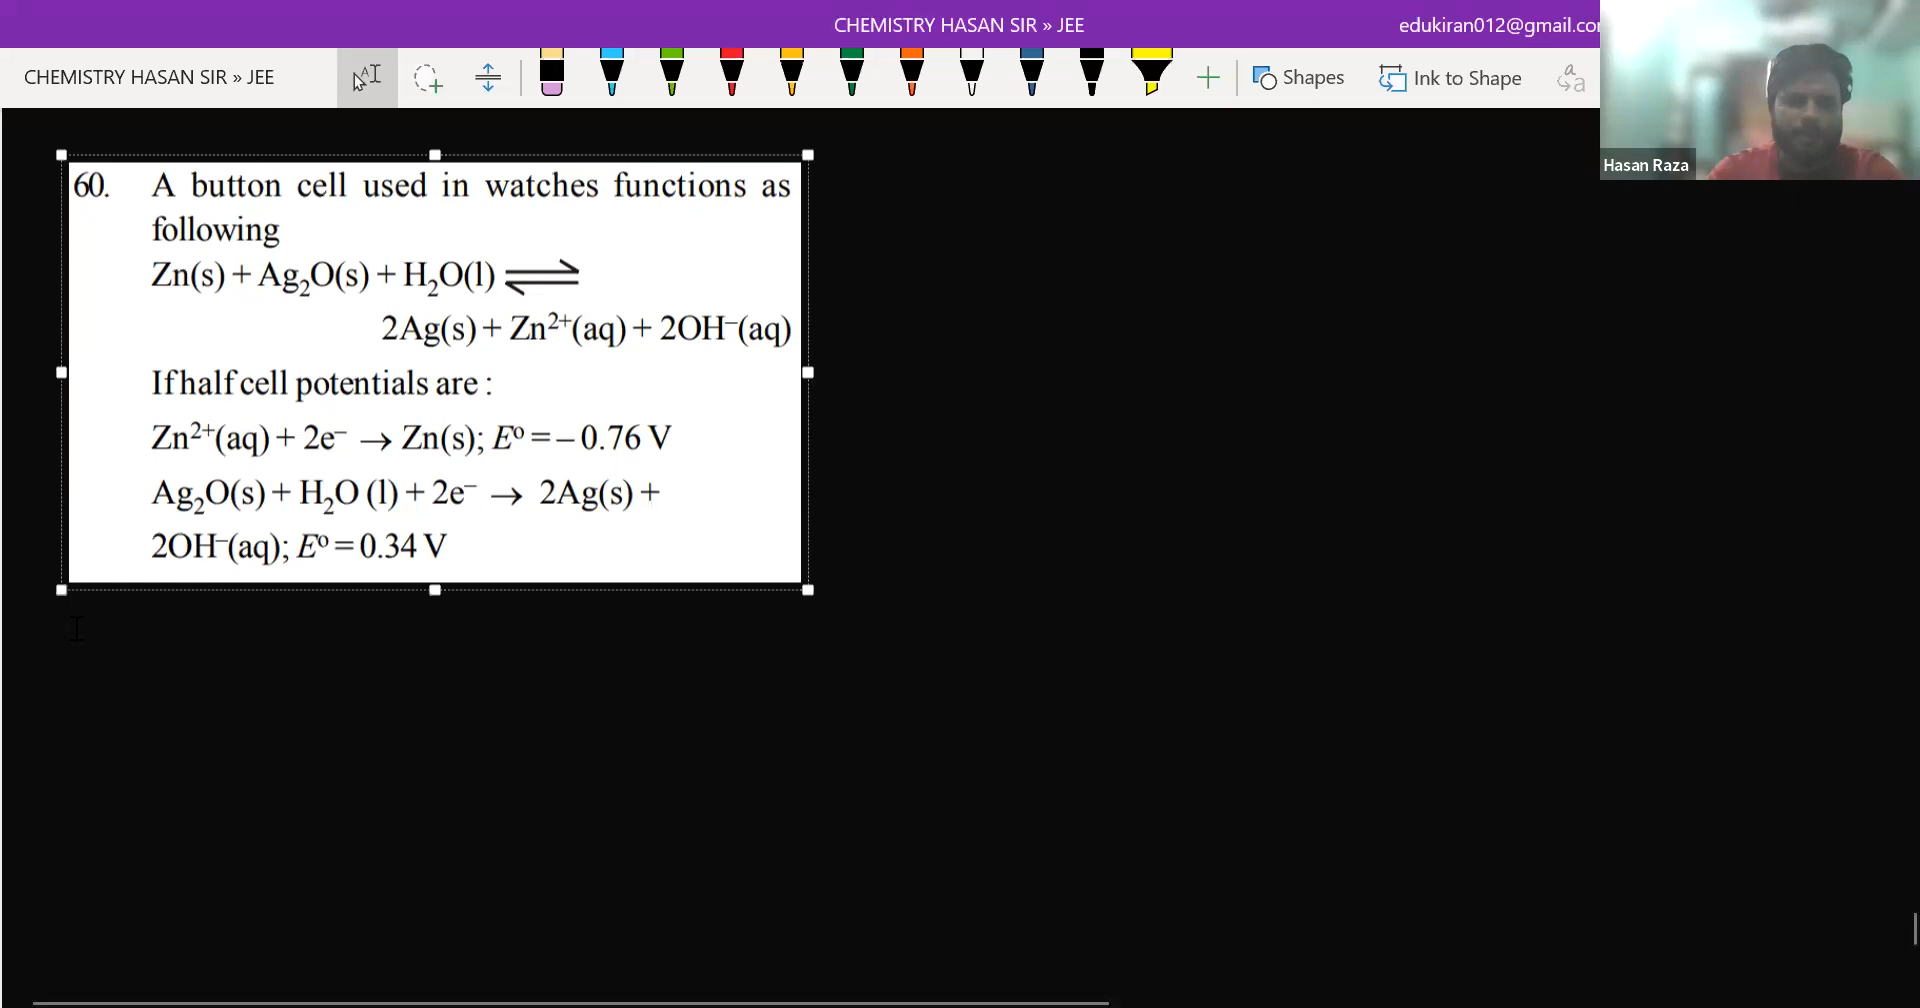 CHEMISTRY HASAN SIR » JEE
edukiran012@gmail.co
CHEMISTRY HASAN SIR » JEE
Shapes
Ink to Shape
Hasan Raza
60. A button cell used in watches functions as
following
Zn(s) + Ag₂O(s) + H₂O(l) ⇌
2Ag(s) + Zn²⁺(aq) + 2OH⁻(aq)
If half cell potentials are :
Zn²⁺(aq) + 2e⁻ → Zn(s); E° = – 0.76 V
Ag₂O(s) + H₂O (l) + 2e⁻ → 2Ag(s) +
2OH⁻(aq); E° = 0.34 V